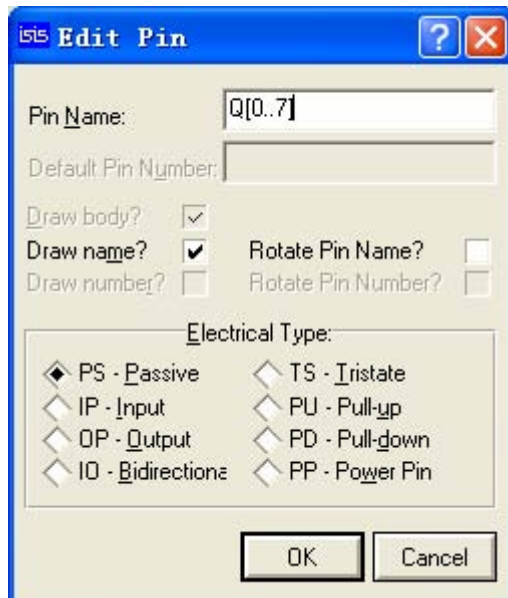 isis Edit Pin
Pin Name: Q[0..7]
Default Pin Number:
Draw body?
Draw name? Rotate Pin Name?
Draw number? Rotate Pin Number?
Electrical Type:
PS - Passive TS - Tristate
IP - Input PU - Pull-up
OP - Output PD - Pull-down
IO - Bidirectiona PP - Power Pin
OK Cancel